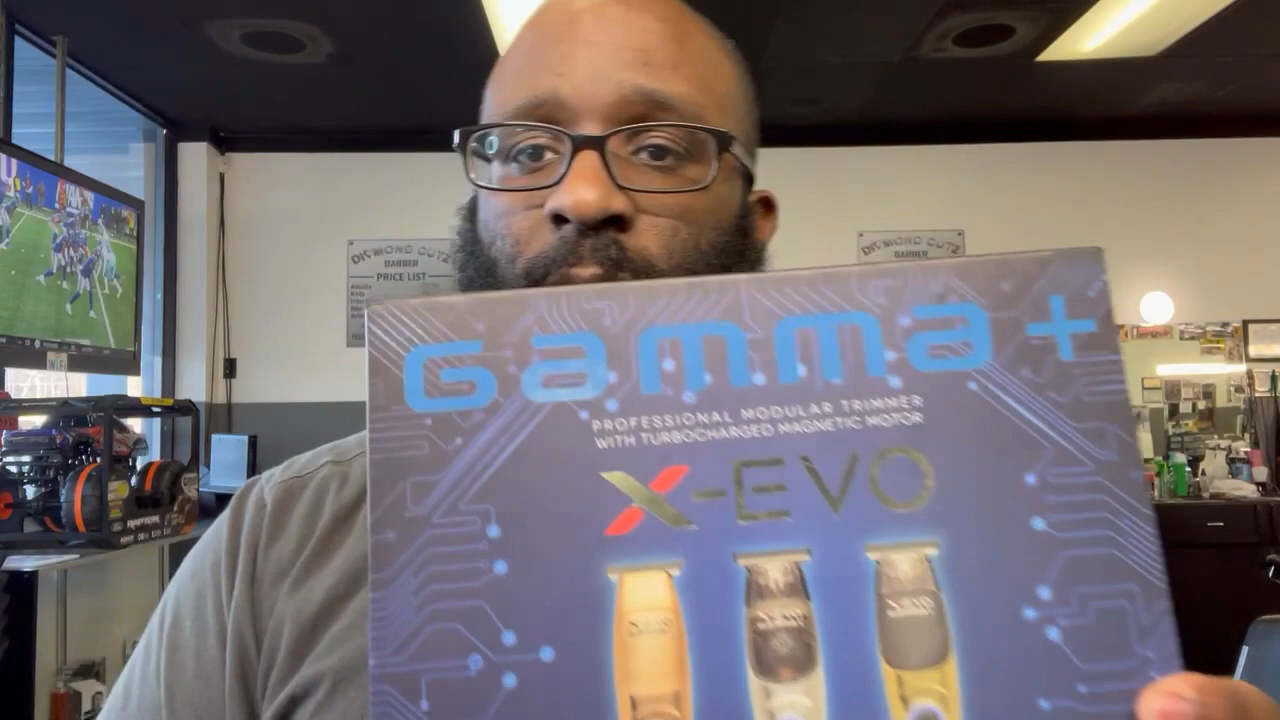 DIAMOND CUTZ
BARBER
PRICE LIST
DIAMOND CUTZ
BARBER
GAMMA+
PROFESSIONAL MODULAR TRIMMER
WITH TURBOCHARGED MAGNETIC MOTOR
X-EVO